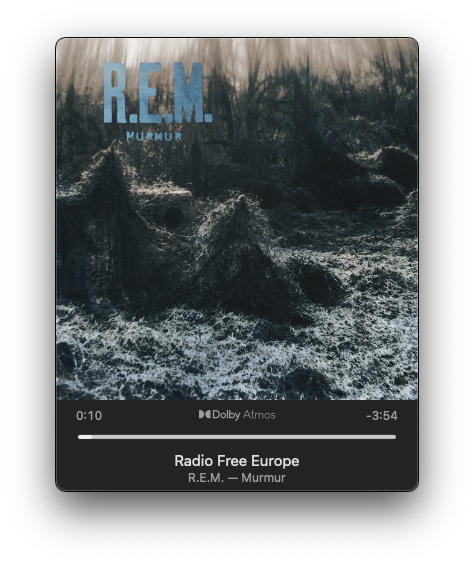 R.E.M.
MURMUR
0:10 Dolby Atmos -3:54
Radio Free Europe
R.E.M. — Murmur